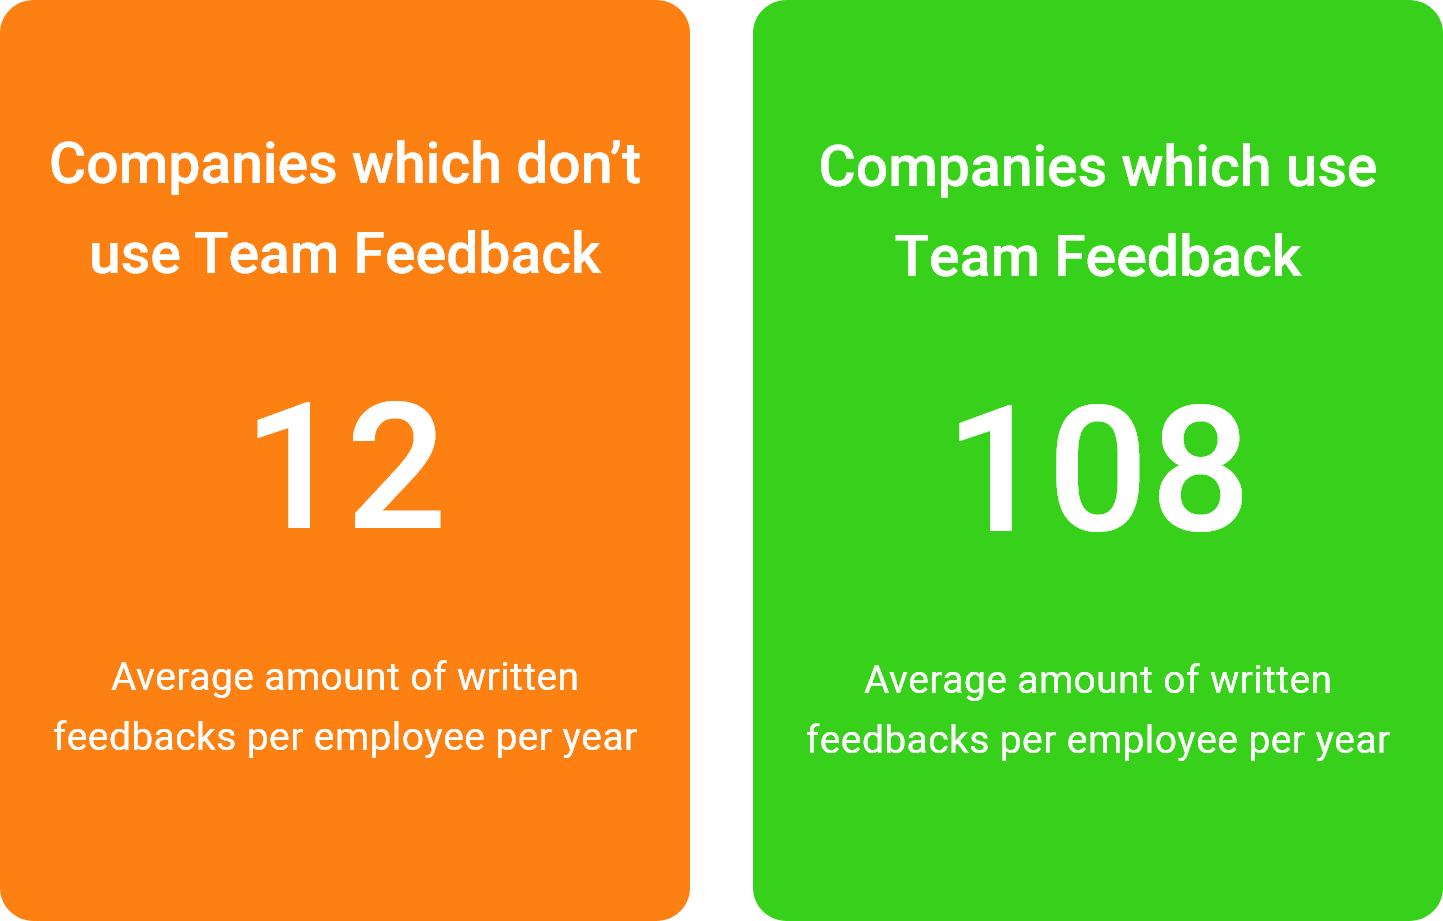 Companies which don’t
use Team Feedback
12
Average amount of written
feedbacks per employee per year
Companies which use
Team Feedback
108
Average amount of written
feedbacks per employee per year